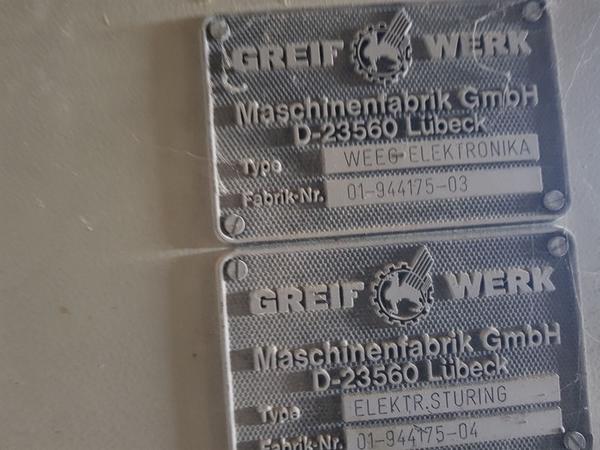 GREIF WERK
Maschinenfabrik GmbH
D-23560 Lübeck
Type WEEG-ELEKTRONIKA
Fabrik-Nr. 01-944175-03
GREIF WERK
Maschinenfabrik GmbH
D-23560 Lübeck
Type ELEKTR.STURING
Fabrik-Nr. 01-944175-04